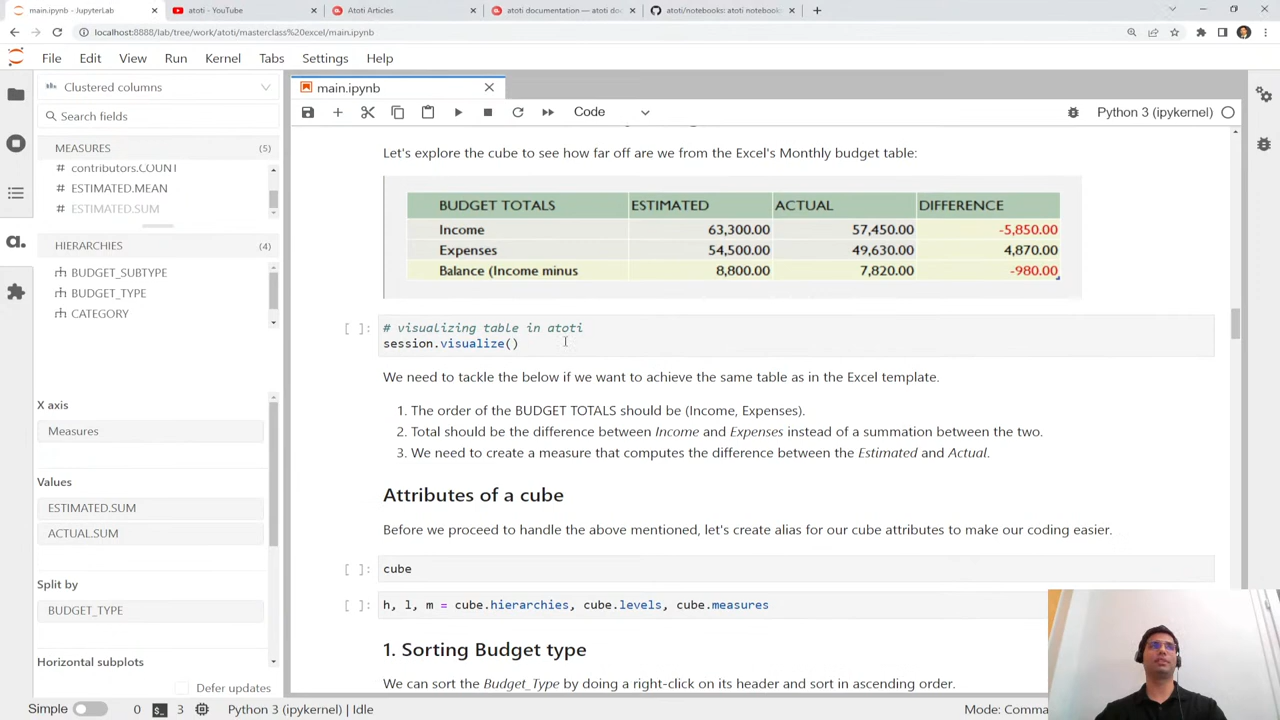 main.ipynb - JupyterLab
atoti - YouTube
Atoti Articles
atoti documentation — atoti do
atoti/notebooks: atoti notebook
localhost:8888/lab/tree/work/atoti/masterclass%20excel/main.ipynb
File Edit View Run Kernel Tabs Settings Help
Clustered columns
Search fields
MEASURES (5)
contributors.COUNT
ESTIMATED.MEAN
ESTIMATED.SUM
HIERARCHIES (4)
BUDGET_SUBTYPE
BUDGET_TYPE
CATEGORY
X axis
Measures
Values
ESTIMATED.SUM
ACTUAL.SUM
Split by
BUDGET_TYPE
Horizontal subplots
Defer updates
main.ipynb
Code
Python 3 (ipykernel)
Let's explore the cube to see how far off are we from the Excel's Monthly budget table:
BUDGET TOTALS ESTIMATED ACTUAL DIFFERENCE
Income 63,300.00 57,450.00 -5,850.00
Expenses 54,500.00 49,630.00 4,870.00
Balance (Income minus 8,800.00 7,820.00 -980.00
[ ]: # visualizing table in atoti
session.visualize()
We need to tackle the below if we want to achieve the same table as in the Excel template.
1. The order of the BUDGET TOTALS should be (Income, Expenses).
2. Total should be the difference between Income and Expenses instead of a summation between the two.
3. We need to create a measure that computes the difference between the Estimated and Actual.
Attributes of a cube
Before we proceed to handle the above mentioned, let's create alias for our cube attributes to make our coding easier.
[ ]: cube
[ ]: h, l, m = cube.hierarchies, cube.levels, cube.measures
1. Sorting Budget type
We can sort the Budget_Type by doing a right-click on its header and sort in ascending order.
Simple 0 3 Python 3 (ipykernel) | Idle
Mode: Comma